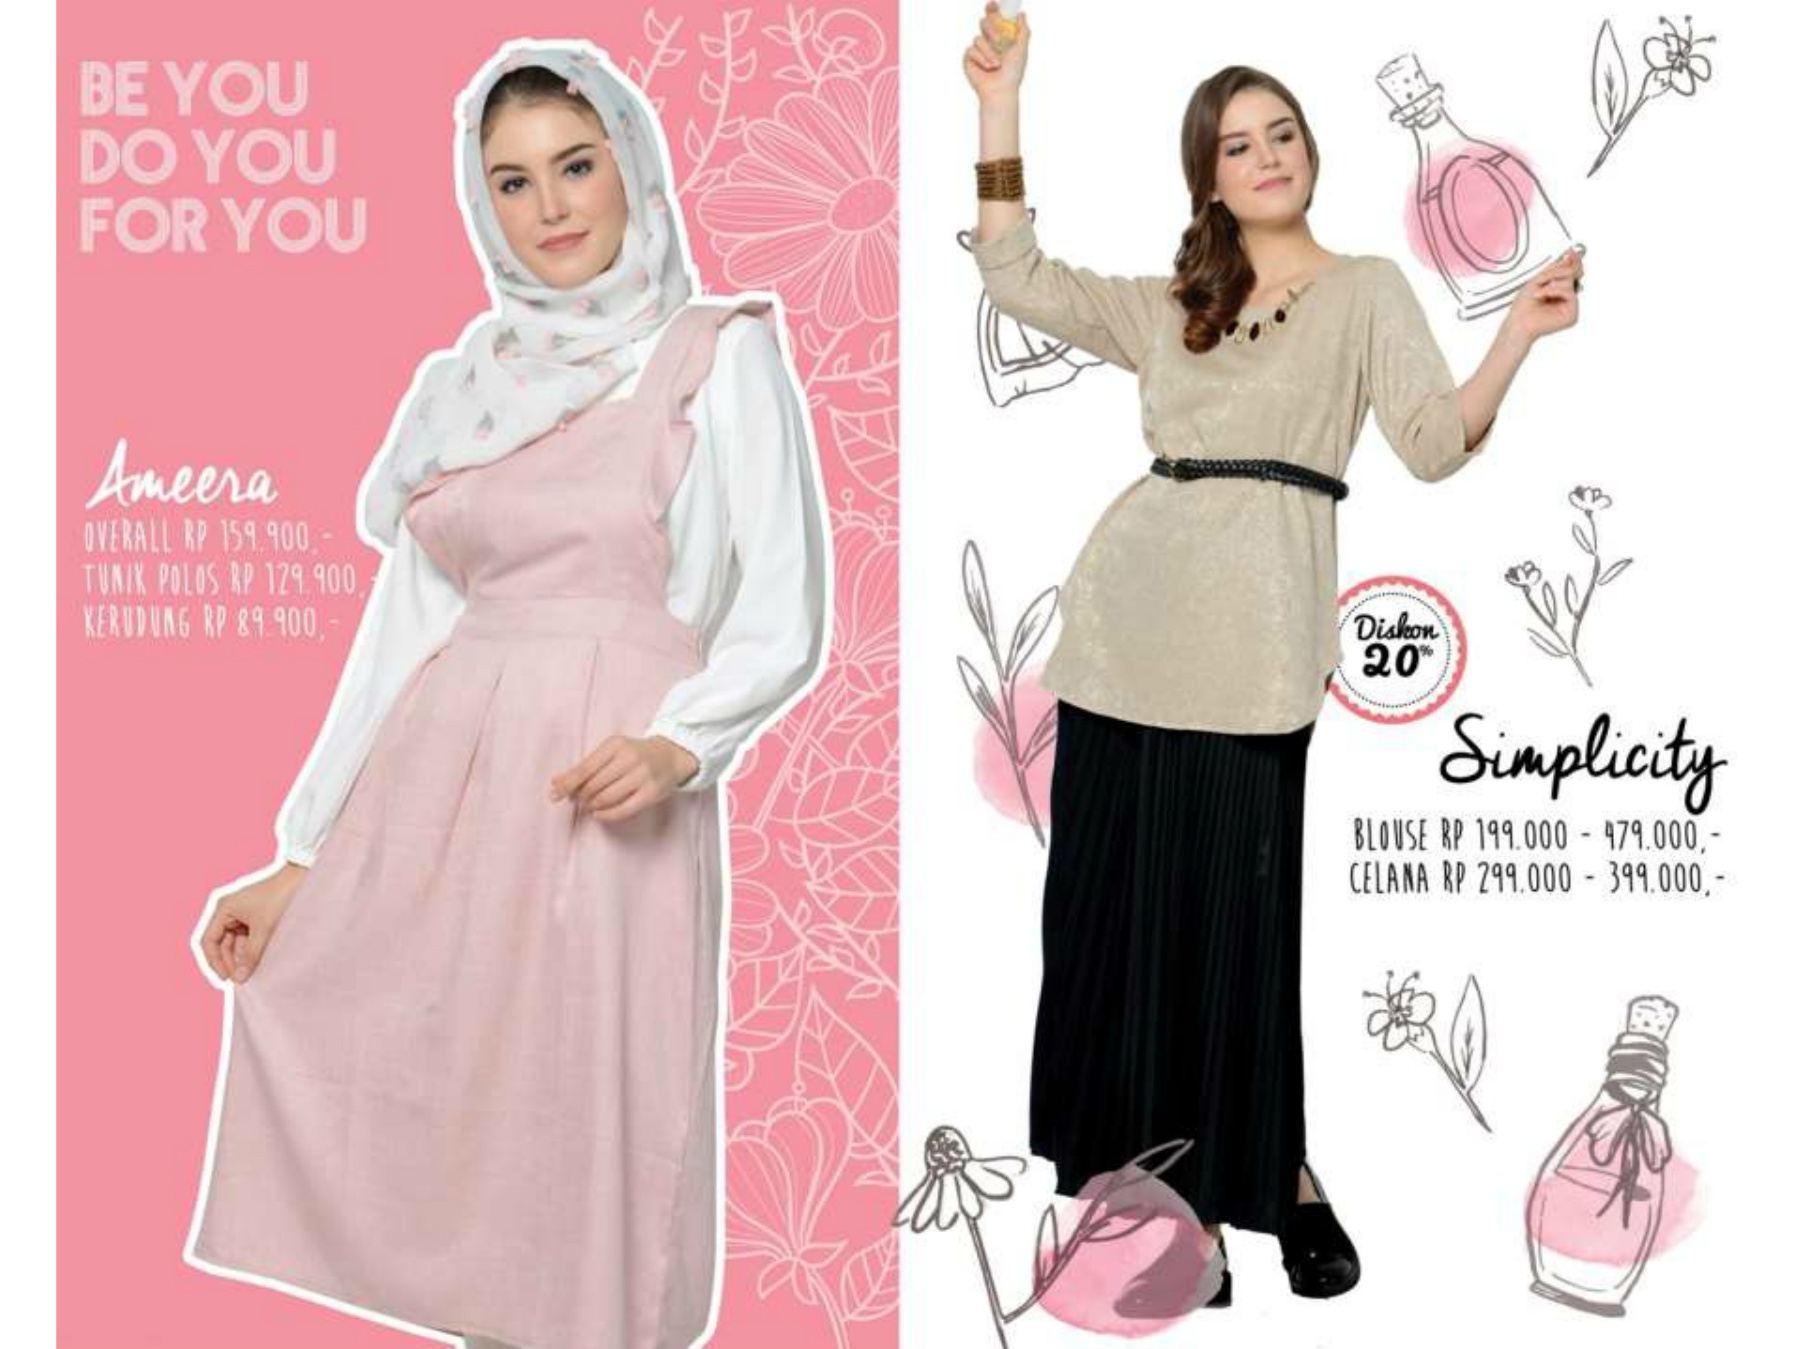 BE YOU
DO YOU
FOR YOU
Ameera
OVERALL RP 159.900,-
TUNIK POLOS RP 129.900,-
KERUDUNG RP 89.900,-
Diskon
20%
Simplicity
BLOUSE RP 199.000 - 479.000,-
CELANA RP 299.000 - 399.000,-